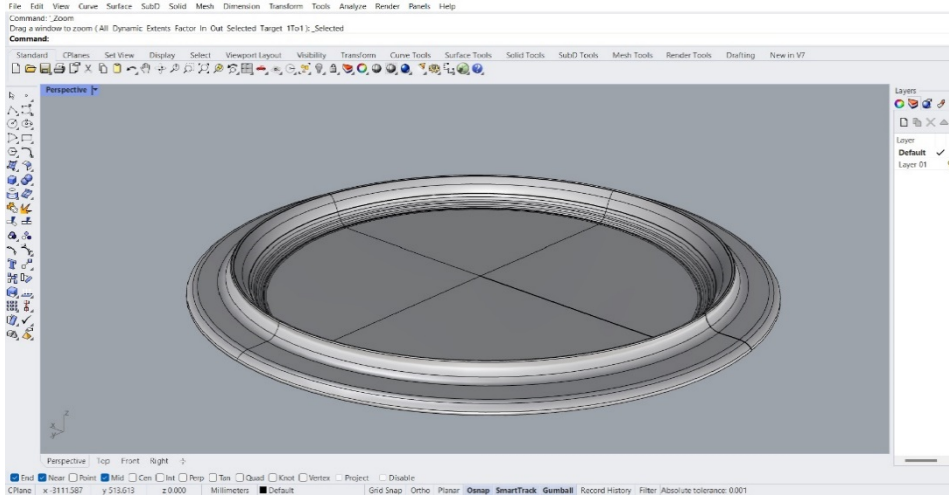 File Edit View Curve Surface SubD Solid Mesh Dimension Transform Tools Analyze Render Panels Help
Command: '_Zoom
Drag a window to zoom ( All Dynamic Extents Factor In Out Selected Target 1To1 ): _Selected
Command:
Standard CPlanes Set View Display Select Viewport Layout Visibility Transform Curve Tools Surface Tools Solid Tools SubD Tools Mesh Tools Render Tools Drafting New in V7
Perspective
Layers
Layer
Default
Layer 01
z
x
y
Perspective Top Front Right
End Near Point Mid Cen Int Perp Tan Quad Knot Vertex Project Disable
CPlane x -3111.587 y 513.613 z 0.000 Millimeters Default Grid Snap Ortho Planar Osnap SmartTrack Gumball Record History Filter Absolute tolerance: 0.001